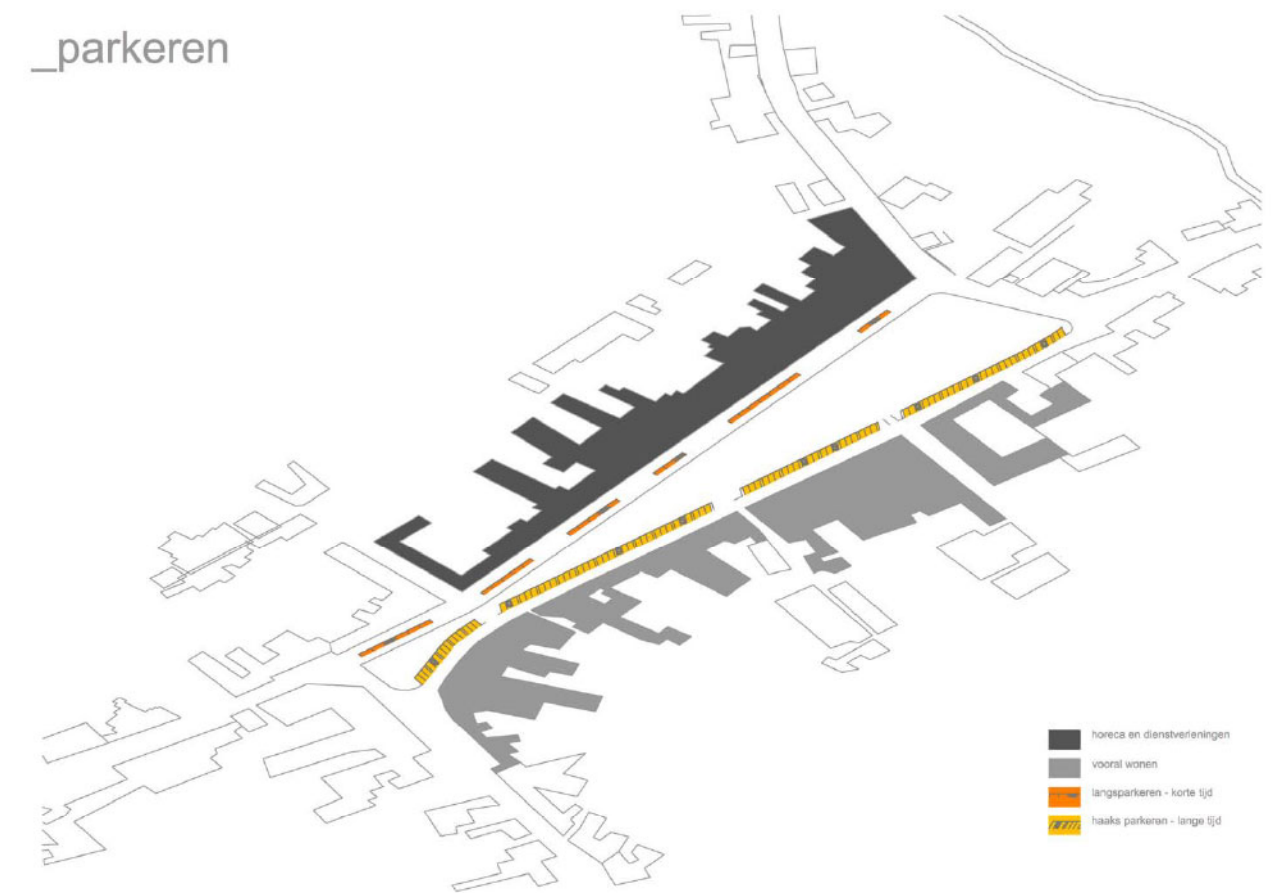 _parkeren
horeca en dienstverleningen
vooral wonen
langsparkeren - korte tijd
haaks parkeren - lange tijd